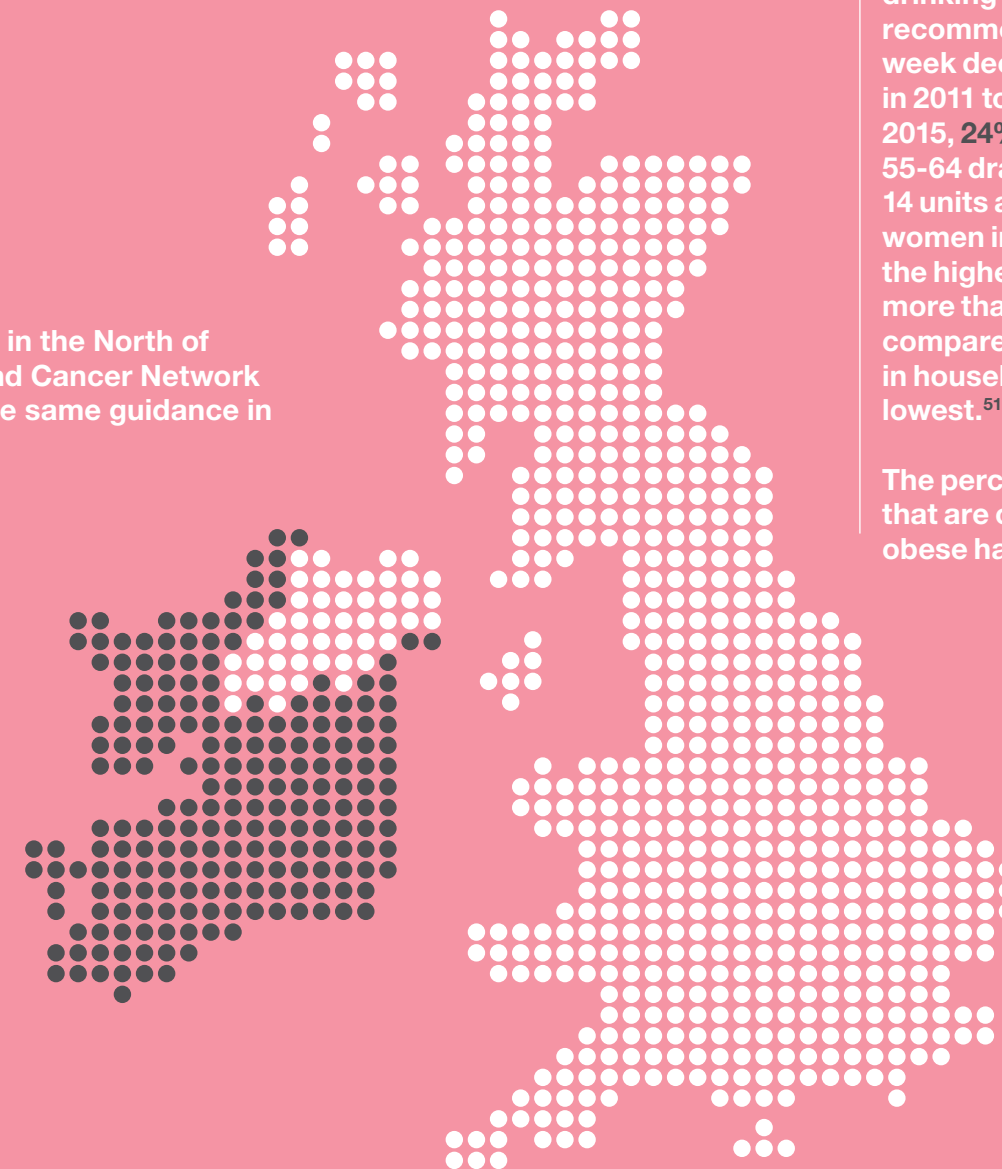 in the North of
nd Cancer Network
e same guidance in
drinking
recomme
week dec
in 2011 to
2015, 24%
55-64 dra
14 units a
women in
the highe
more tha
compare
in househ
lowest.51
The perc
that are o
obese ha